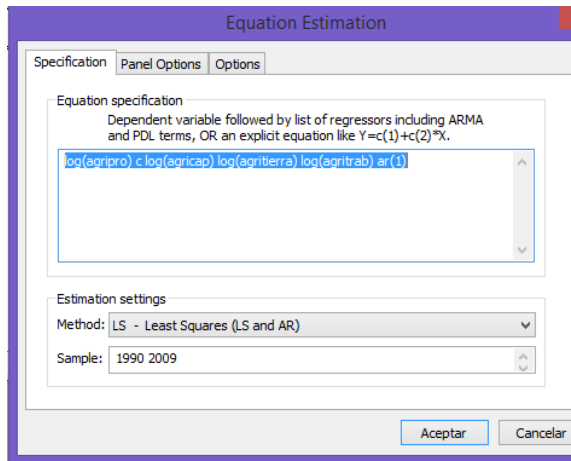 Equation Estimation
Specification Panel Options Options
Equation specification
Dependent variable followed by list of regressors including ARMA
and PDL terms, OR an explicit equation like Y=c(1)+c(2)*X.
log(agripro) c log(agricap) log(agritierra) log(agritrab) ar(1)
Estimation settings
Method: LS - Least Squares (LS and AR)
Sample: 1990 2009
Aceptar Cancelar